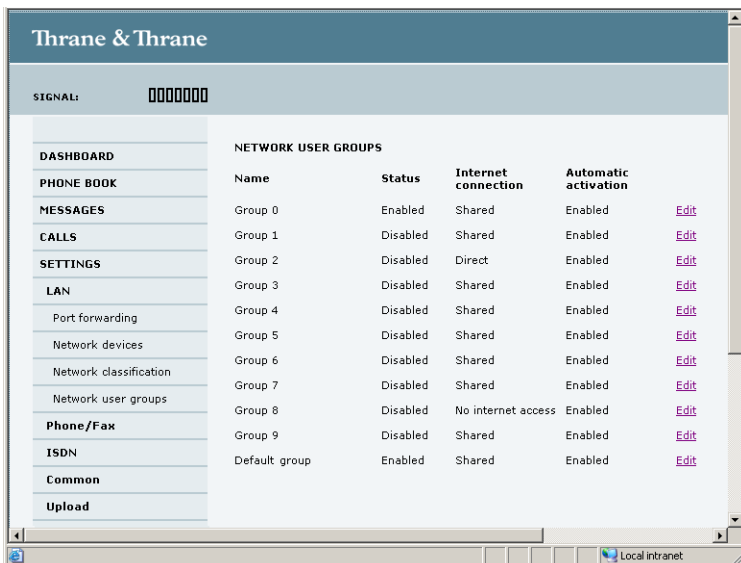 Thrane & Thrane
SIGNAL:
DASHBOARD
PHONE BOOK
MESSAGES
CALLS
SETTINGS
LAN
Port forwarding
Network devices
Network classification
Network user groups
Phone/Fax
ISDN
Common
Upload
NETWORK USER GROUPS
Name Status Internet connection Automatic activation
Group 0 Enabled Shared Enabled Edit
Group 1 Disabled Shared Enabled Edit
Group 2 Disabled Direct Enabled Edit
Group 3 Disabled Shared Enabled Edit
Group 4 Disabled Shared Enabled Edit
Group 5 Disabled Shared Enabled Edit
Group 6 Disabled Shared Enabled Edit
Group 7 Disabled Shared Enabled Edit
Group 8 Disabled No internet access Enabled Edit
Group 9 Disabled Shared Enabled Edit
Default group Enabled Shared Enabled Edit
Local intranet